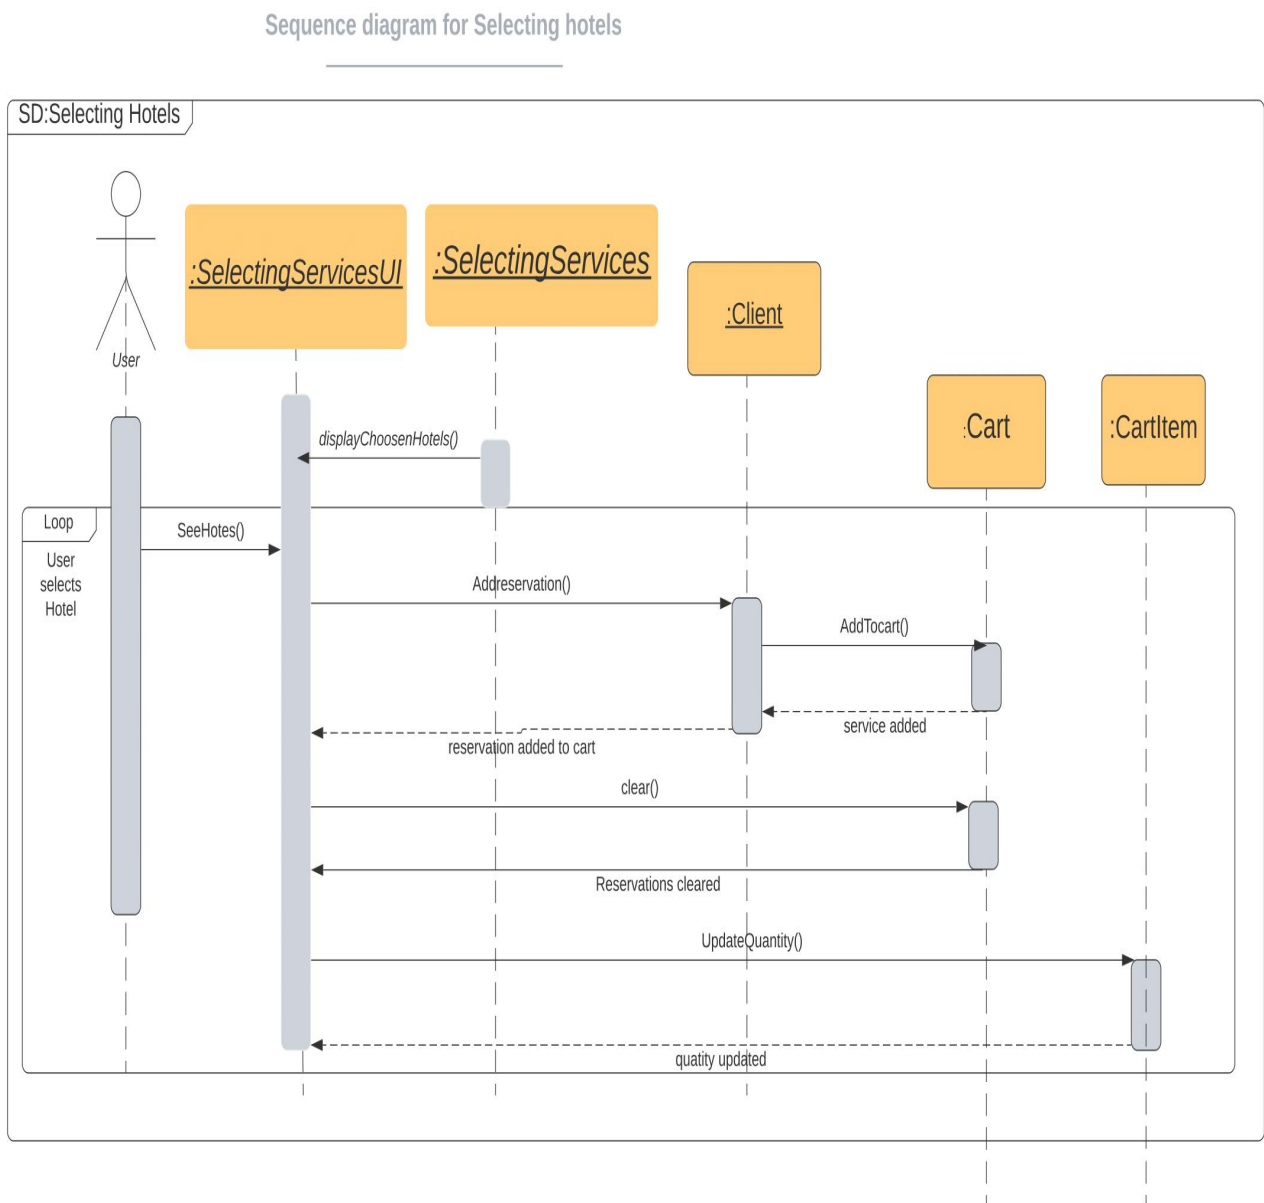 Sequence diagram for Selecting hotels
SD:Selecting Hotels
:SelectingServicesUI
:SelectingServices
:Client
:Cart
:CartItem
User
displayChoosenHotels()
Loop
User
selects
Hotel
SeeHotes()
Addreservation()
AddTocart()
service added
reservation added to cart
clear()
Reservations cleared
UpdateQuantity()
quatity updated